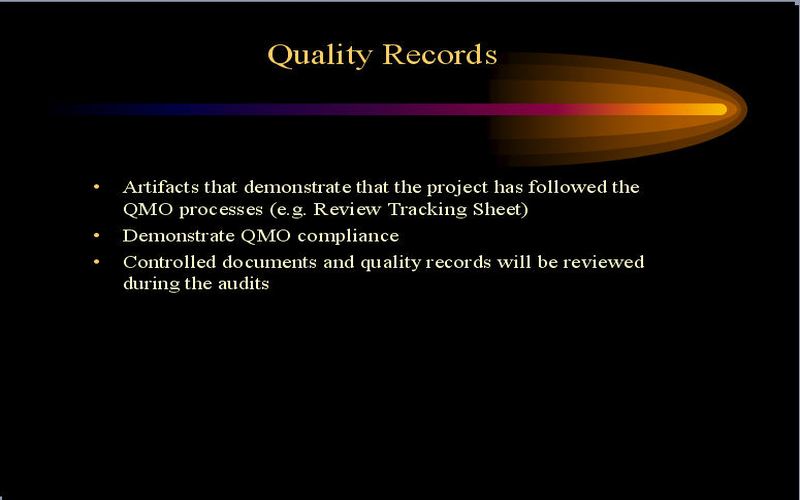 Quality Records
• Artifacts that demonstrate that the project has followed the
QMO processes (e.g. Review Tracking Sheet)
• Demonstrate QMO compliance
• Controlled documents and quality records will be reviewed
during the audits